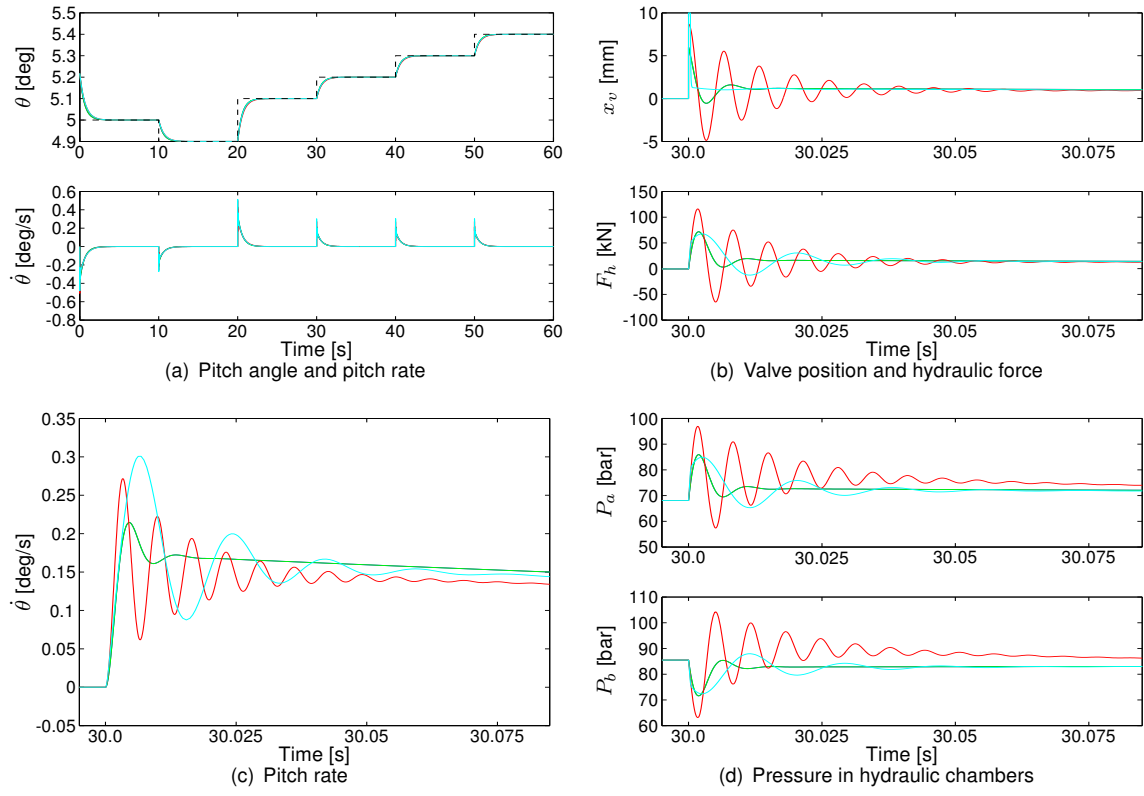 5.4
5.3
5.2
5.1
5
4.9
θ [deg]
0 10 20 30 40 50 60
0.6
0.4
0.2
0
-0.2
-0.4
-0.6
-0.8
θ̇ [deg/s]
0 10 20 30 40 50 60
Time [s]
(a) Pitch angle and pitch rate
10
5
0
-5
x_v [mm]
30.0 30.025 30.05 30.075
150
100
50
0
-50
-100
F_h [kN]
30.0 30.025 30.05 30.075
Time [s]
(b) Valve position and hydraulic force
0.35
0.3
0.25
0.2
0.15
0.1
0.05
0
-0.05
θ̇ [deg/s]
30.0 30.025 30.05 30.075
Time [s]
(c) Pitch rate
100
90
80
70
60
50
P_a [bar]
30.0 30.025 30.05 30.075
110
100
90
80
70
60
P_b [bar]
30.0 30.025 30.05 30.075
Time [s]
(d) Pressure in hydraulic chambers